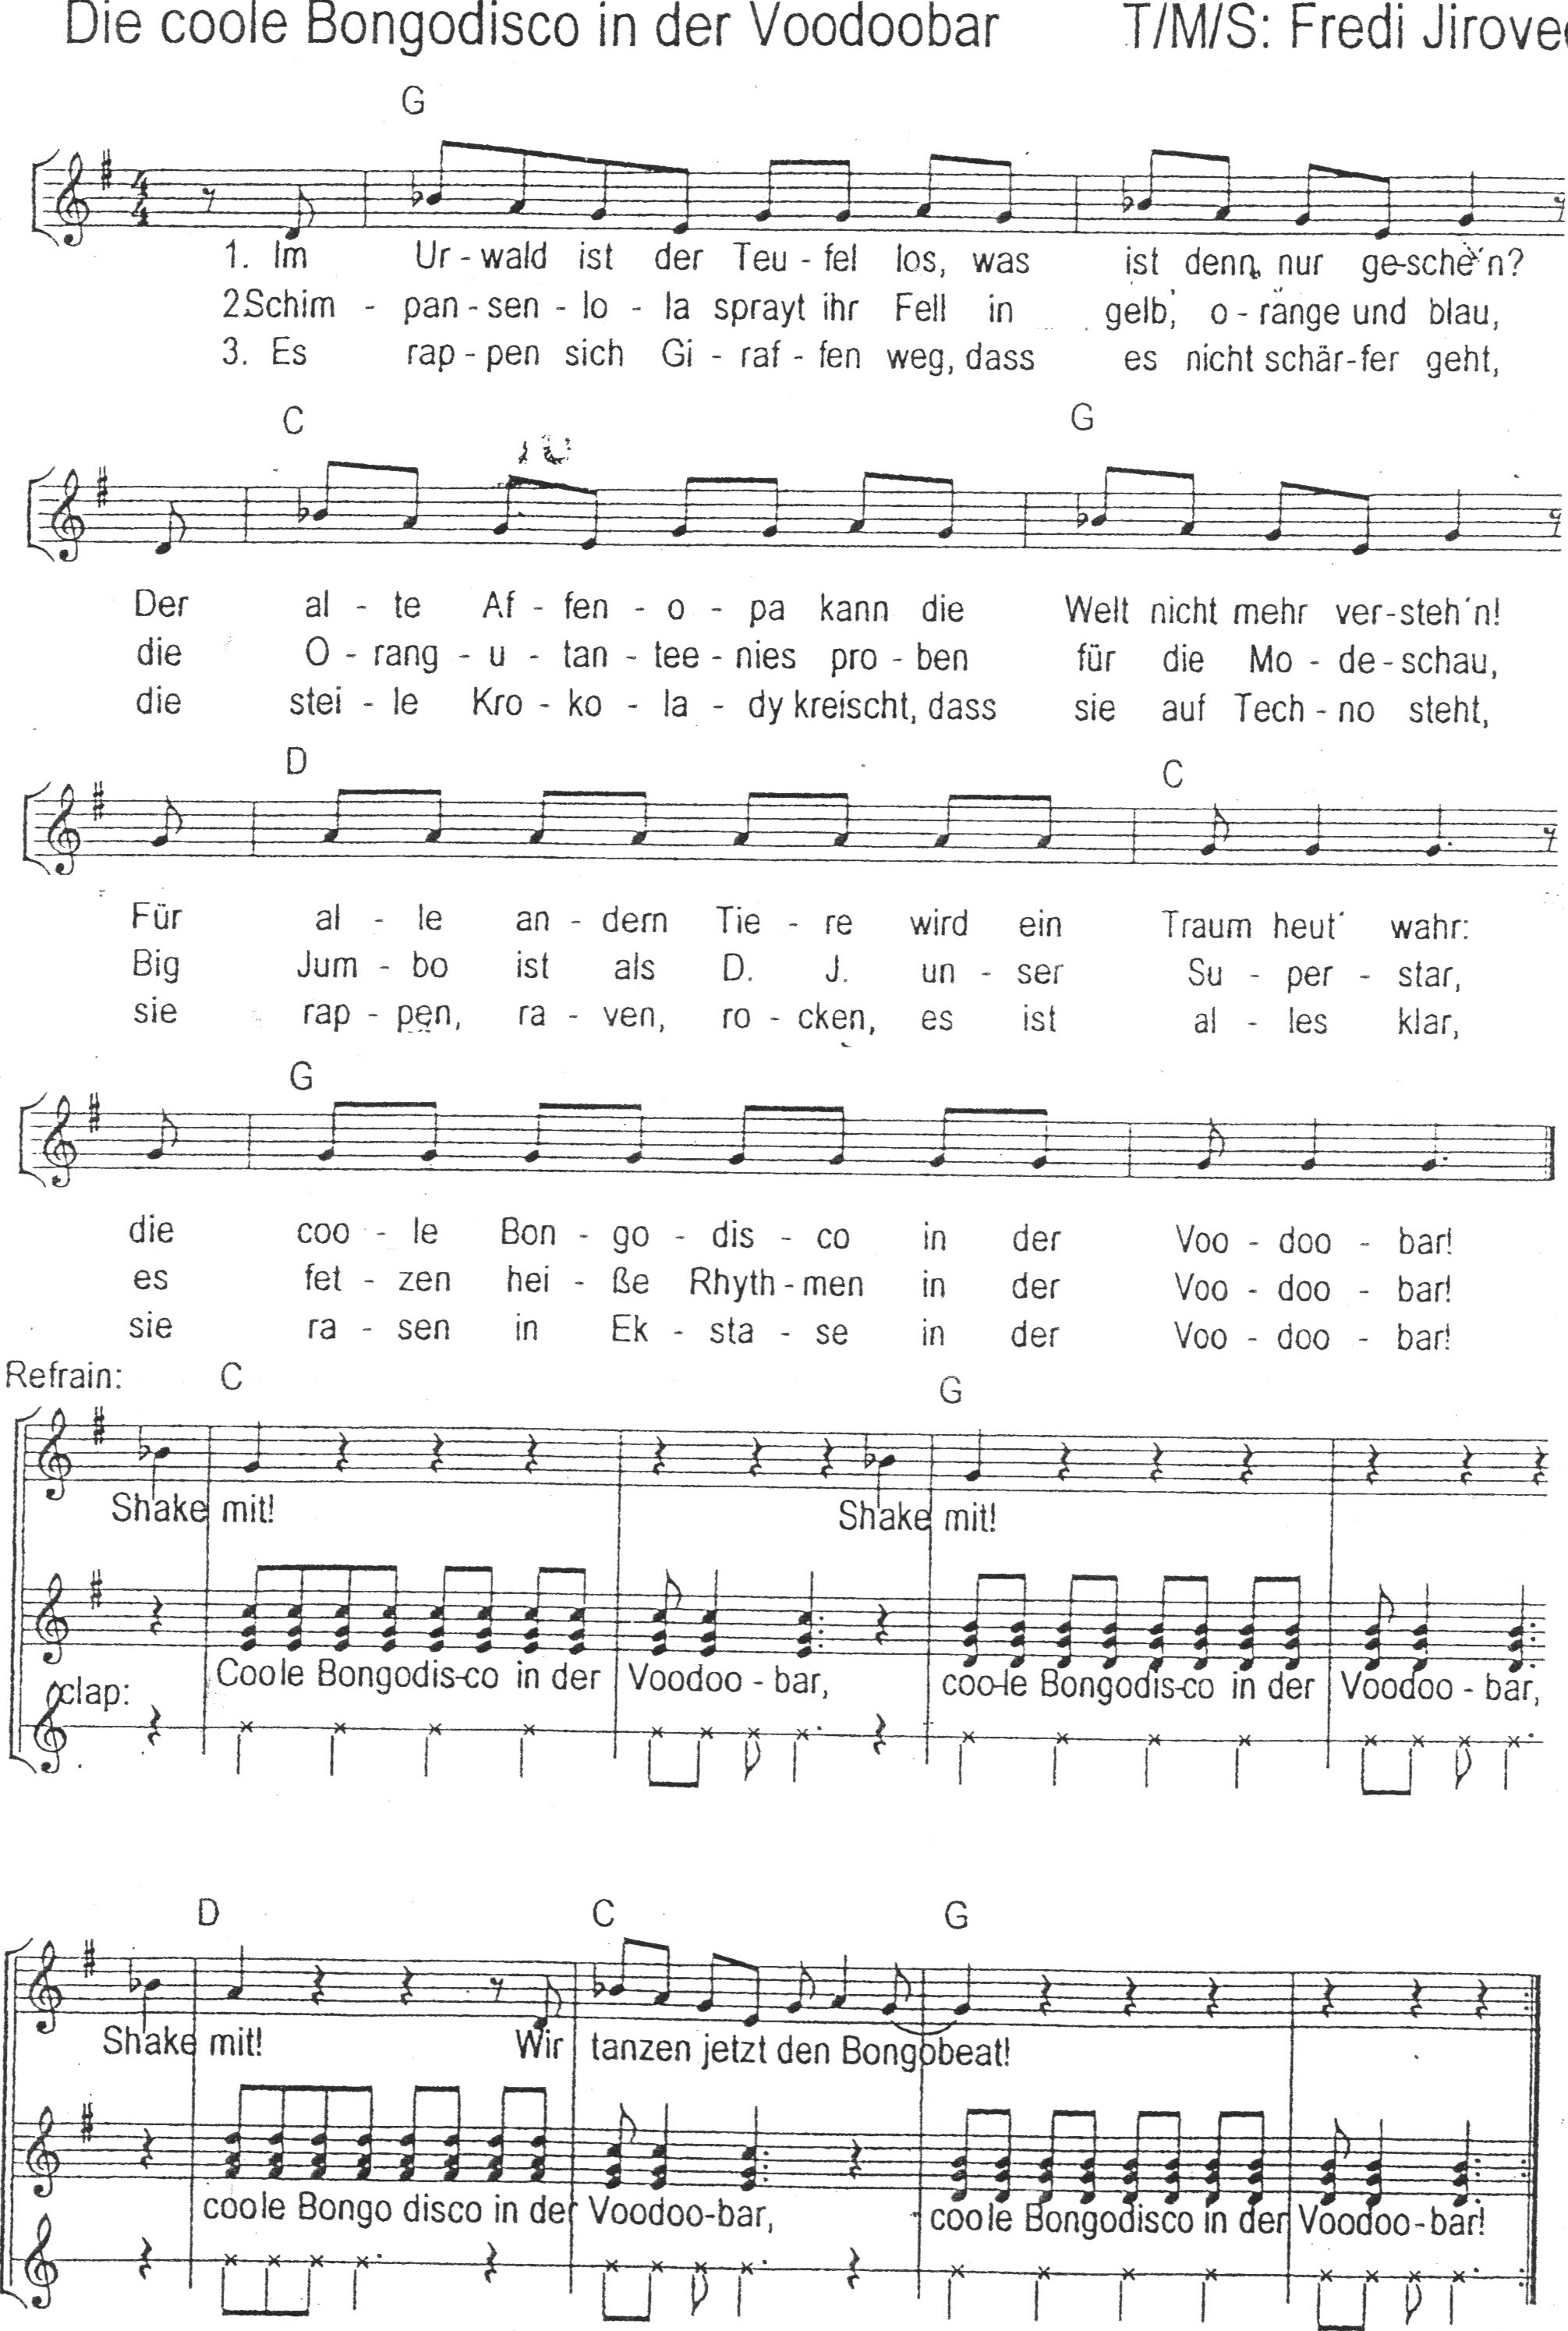 Die coole Bongodisco in der Voodoobar T/M/S: Fredi Jirovec
G
1. Im Ur - wald ist der Teu - fel los, was ist denn nur ge-scheh´n?
2.Schim - pan - sen - lo - la sprayt ihr Fell in gelb, o - range und blau,
3. Es rap - pen sich Gi - raf - fen weg, dass es nicht schär-fer geht,
C G
Der al - te Af - fen - o - pa kann die Welt nicht mehr ver-steh´n!
die O - rang - u - tan - tee - nies pro - ben für die Mo - de - schau,
die stei - le Kro - ko - la - dy kreischt, dass sie auf Tech - no steht,
D C
Für al - le an - dern Tie - re wird ein Traum heut´ wahr:
Big Jum - bo ist als D. J. un - ser Su - per - star,
sie rap - pen, ra - ven, ro - cken, es ist al - les klar,
G
die coo - le Bon - go - dis - co in der Voo - doo - bar!
es fet - zen hei - ße Rhyth - men in der Voo - doo - bar!
sie ra - sen in Ek - sta - se in der Voo - doo - bar!
Refrain: C G
Shake mit! Shake mit!
Coole Bongodis-co in der Voodoo - bar, coo-le Bongodis-co in der Voodoo - bar,
clap:
D C G
Shake mit! Wir tanzen jetzt den Bongobeat!
coole Bongo disco in der Voodoo-bar, coole Bongodisco in der Voodoo-bar!